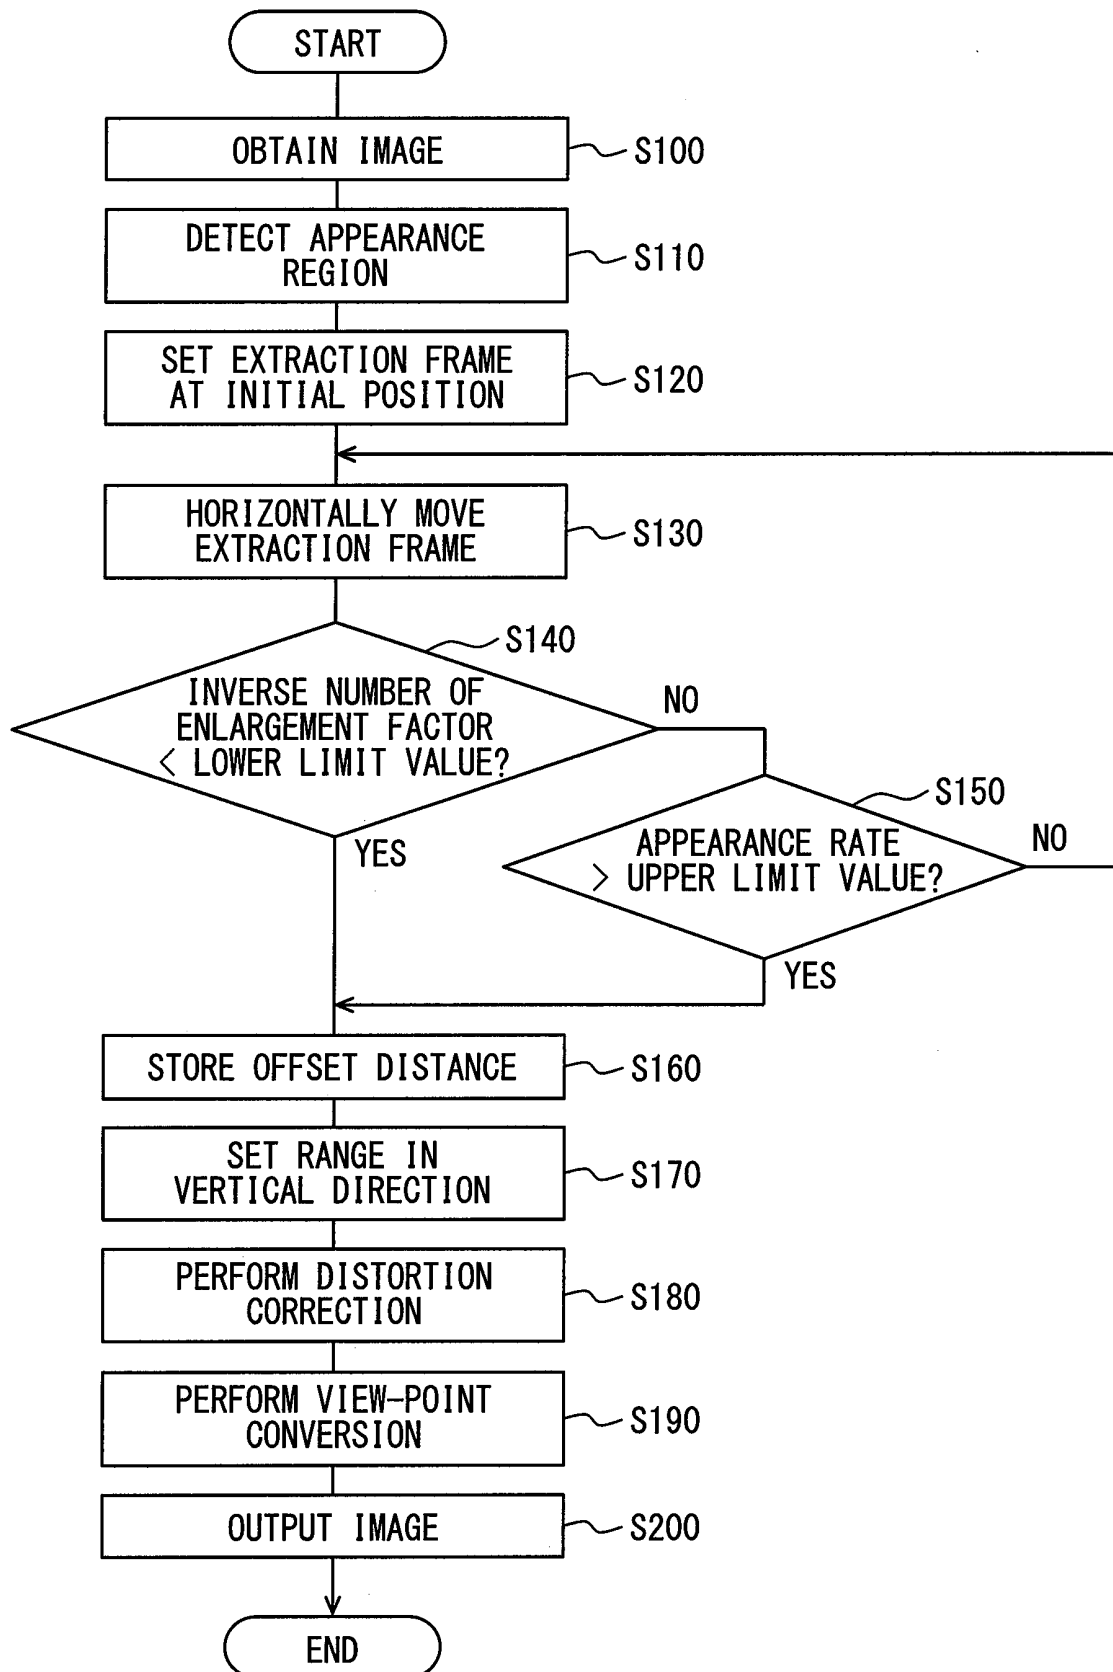 START
OBTAIN IMAGE
S100
DETECT APPEARANCE
REGION
S110
SET EXTRACTION FRAME
AT INITIAL POSITION
S120
HORIZONTALLY MOVE
EXTRACTION FRAME
S130
S140
INVERSE NUMBER OF
ENLARGEMENT FACTOR
< LOWER LIMIT VALUE?
NO
YES
S150
APPEARANCE RATE
> UPPER LIMIT VALUE?
NO
YES
STORE OFFSET DISTANCE
S160
SET RANGE IN
VERTICAL DIRECTION
S170
PERFORM DISTORTION
CORRECTION
S180
PERFORM VIEW-POINT
CONVERSION
S190
OUTPUT IMAGE
S200
END